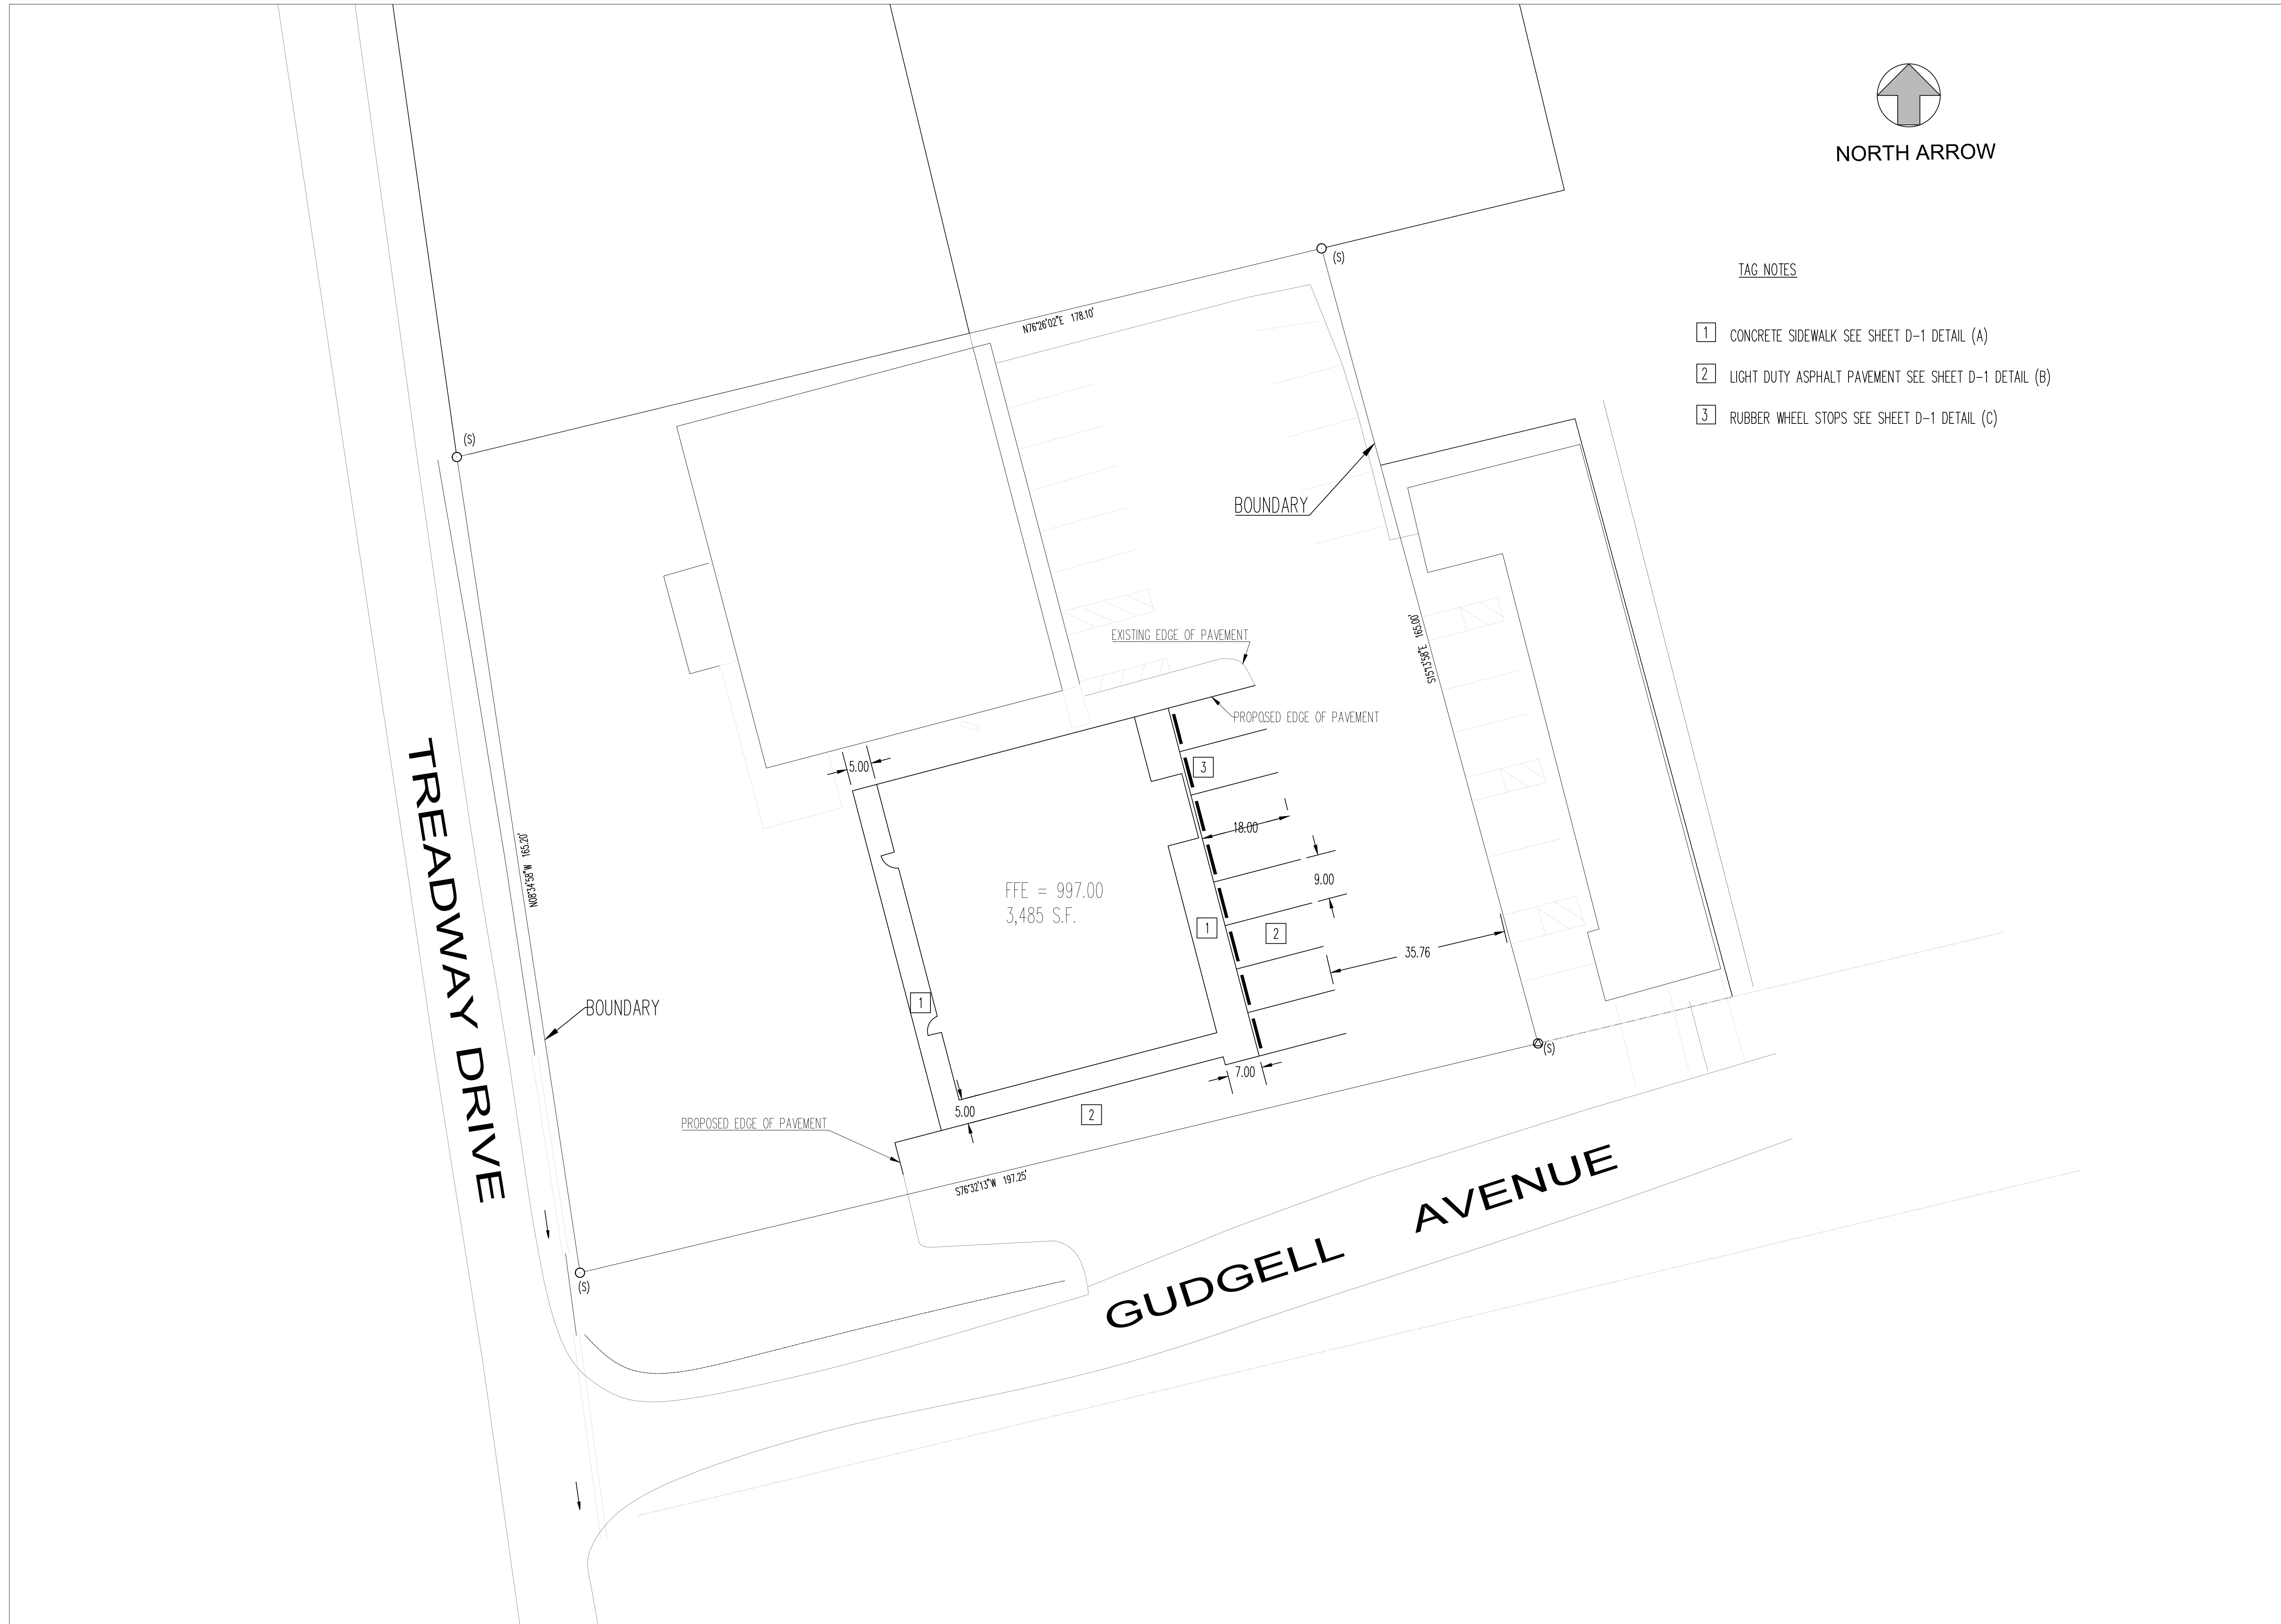 NORTH ARROW
TAG NOTES
1 CONCRETE SIDEWALK SEE SHEET D-1 DETAIL (A)
2 LIGHT DUTY ASPHALT PAVEMENT SEE SHEET D-1 DETAIL (B)
3 RUBBER WHEEL STOPS SEE SHEET D-1 DETAIL (C)
(S)
N76°26'02"E 178.10'
(S)
BOUNDARY
S15°13'58"E 165.00'
EXISTING EDGE OF PAVEMENT
PROPOSED EDGE OF PAVEMENT
5.00
3
18.00
9.00
FFE = 997.00
3,485 S.F.
1
2
35.76
N08°34'58"W 165.20'
TREADWAY DRIVE
BOUNDARY
1
(S)
7.00
5.00
2
PROPOSED EDGE OF PAVEMENT
S76°32'13"W 197.25'
(S)
GUDGELL AVENUE